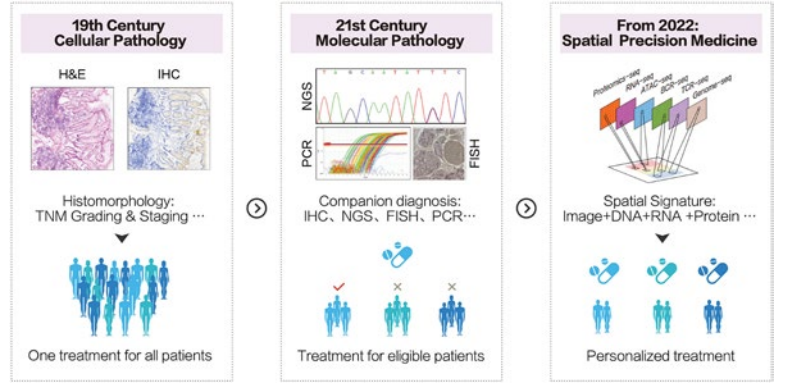 19th Century
Cellular Pathology
H&E
IHC
Histomorphology:
TNM Grading & Staging ···
One treatment for all patients
21st Century
Molecular Pathology
NGS
PCR
FISH
Companion diagnosis:
IHC、NGS、FISH、PCR···
Treatment for eligible patients
From 2022:
Spatial Precision Medicine
Proteomics-seq
RNA-seq
ATAC-seq
BCR-seq
TCR-seq
Genome-seq
Spatial Signature:
Image+DNA+RNA +Protein ···
Personalized treatment